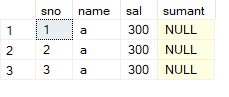 sno name sal sumant
1 1 a 300 NULL
2 2 a 300 NULL
3 3 a 300 NULL